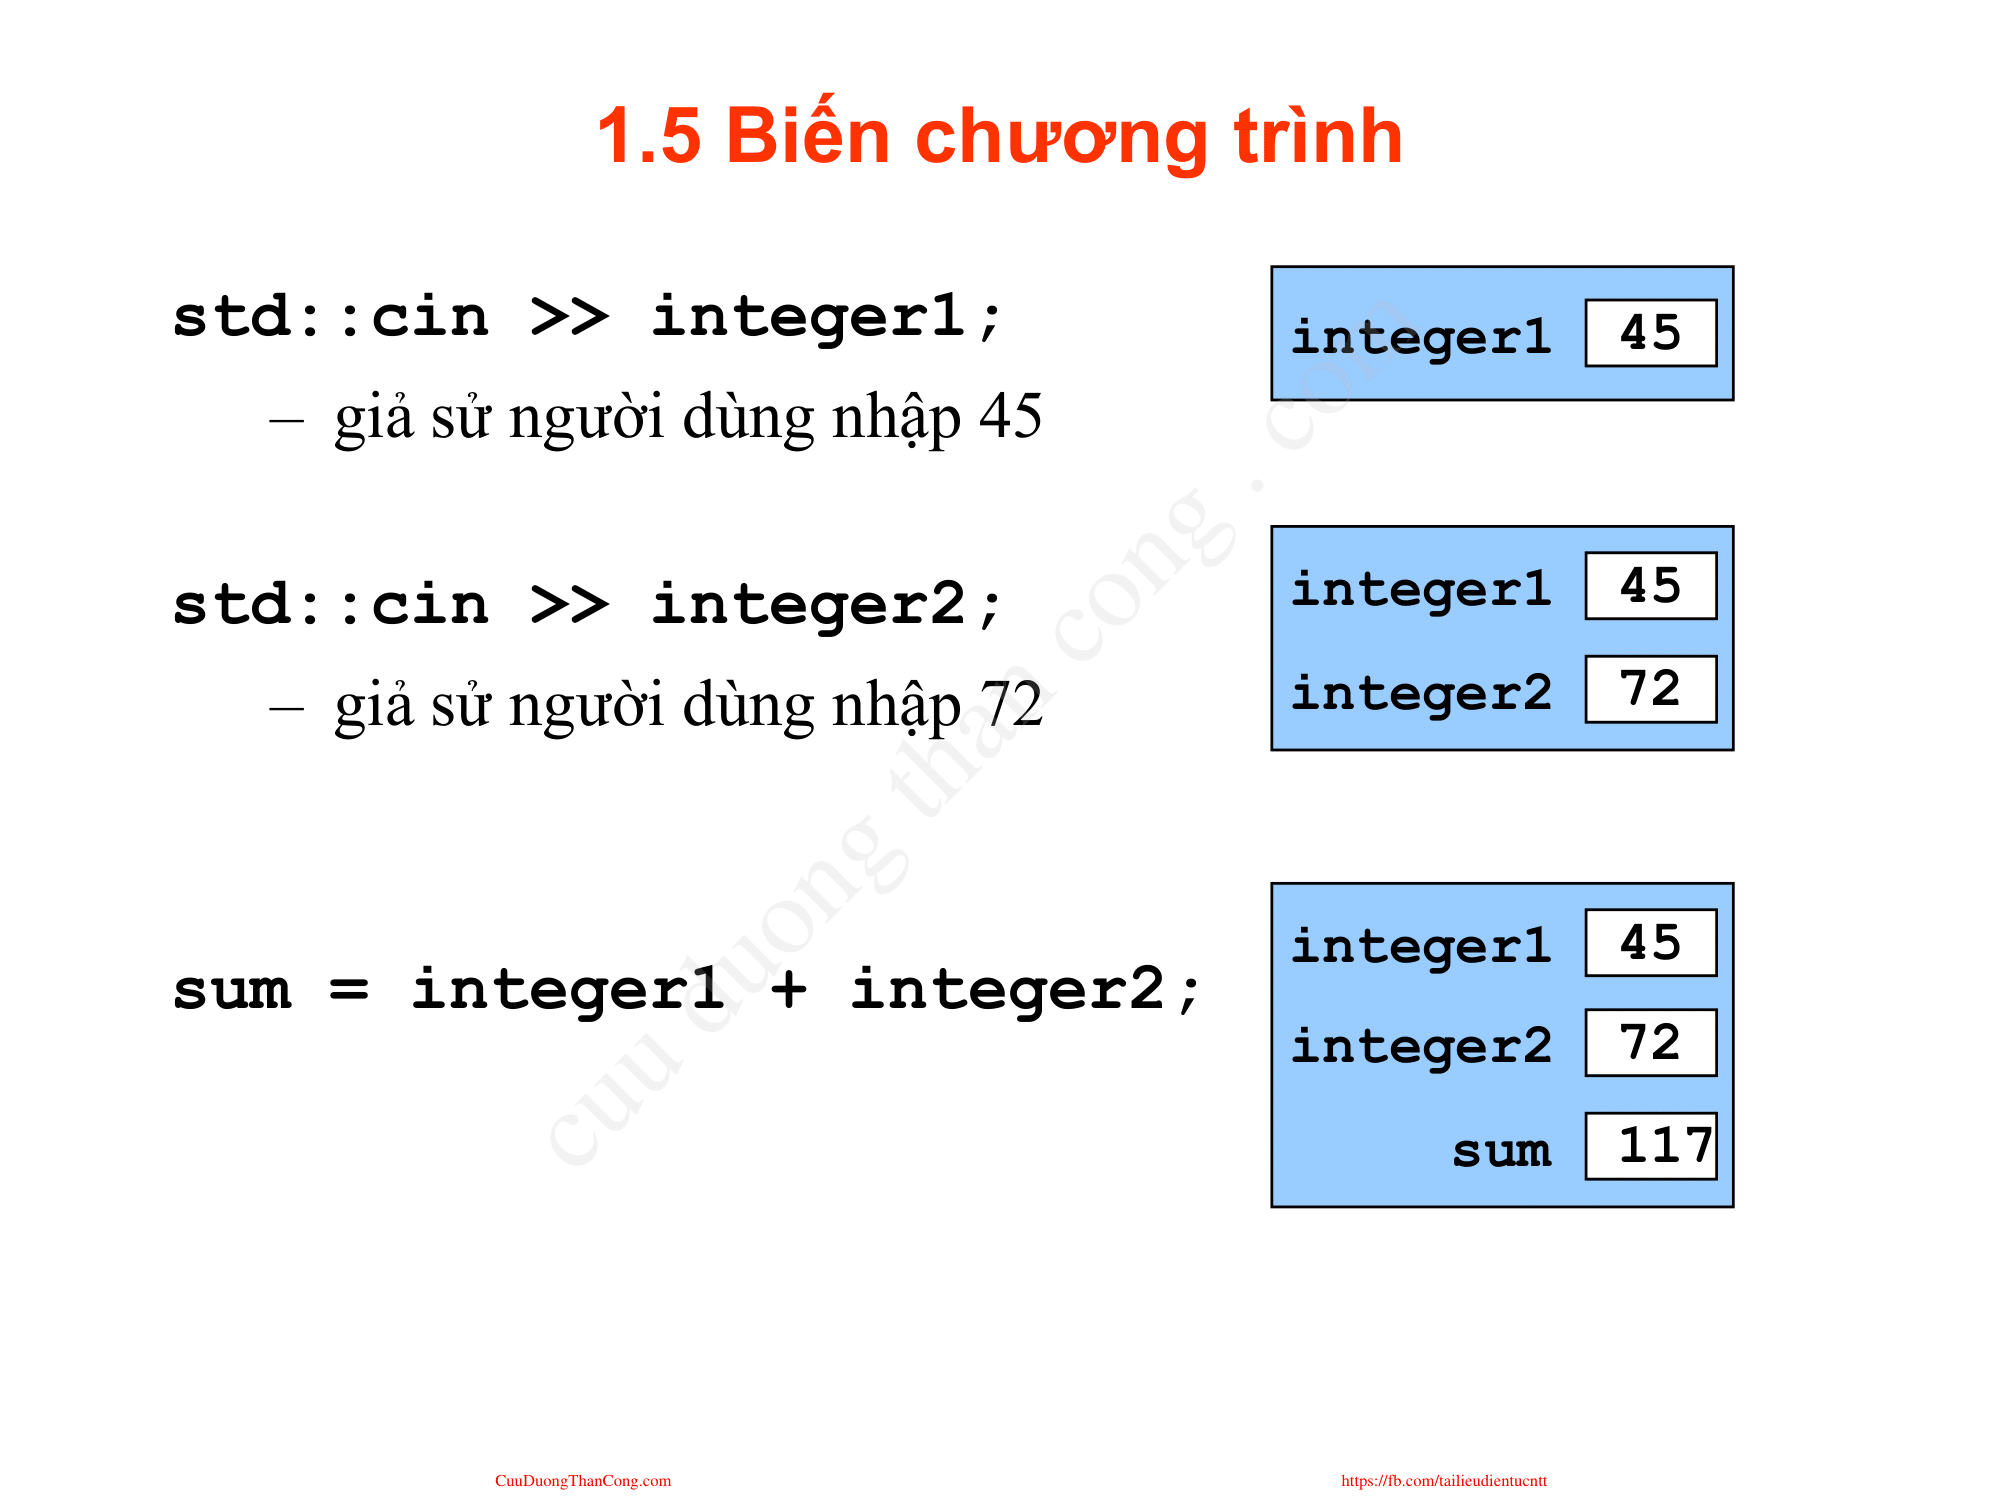 1.5 Biến chương trình
std::cin >> integer1;
– giả sử người dùng nhập 45
integer1 45
std::cin >> integer2;
– giả sử người dùng nhập 72
integer1 45
integer2 72
sum = integer1 + integer2;
integer1 45
integer2 72
sum 117
cuu duong than cong . com
CuuDuongThanCong.com
https://fb.com/tailieudientucntt